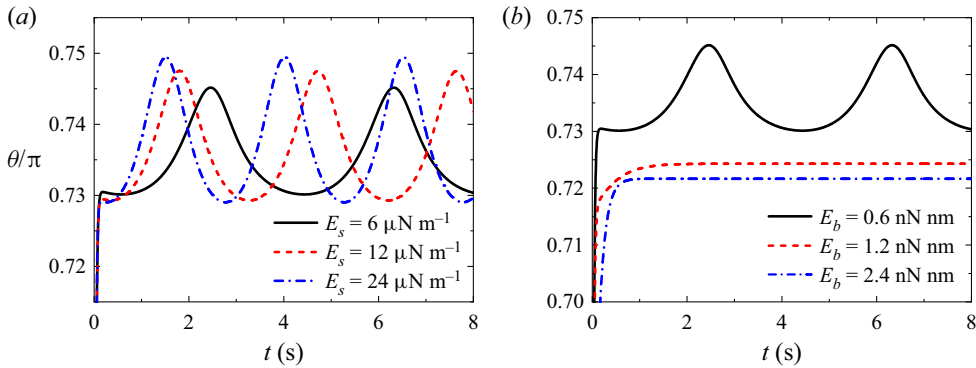 (a)
0.75
0.74
θ/π
0.73
0.72
E_s = 6 μN m⁻¹
E_s = 12 μN m⁻¹
E_s = 24 μN m⁻¹
0 2 4 6 8
t (s)
(b)
0.75
0.74
0.73
0.72
0.71
0.70
E_b = 0.6 nN nm
E_b = 1.2 nN nm
E_b = 2.4 nN nm
0 2 4 6 8
t (s)